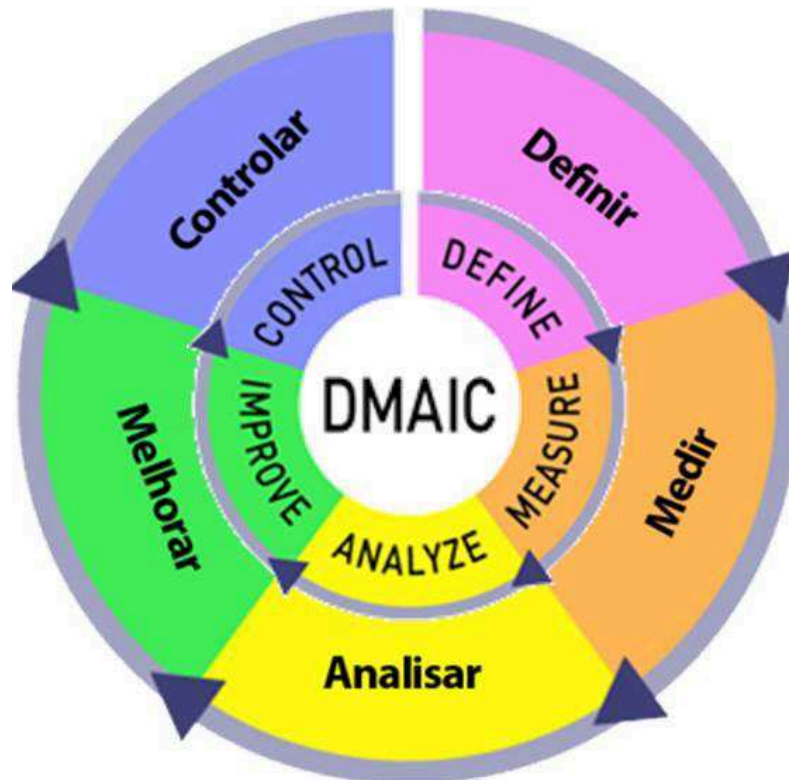 Controlar
Definir
CONTROL
DEFINE
DMAIC
IMPROVE
MEASURE
Melhorar
Medir
ANALYZE
Analisar